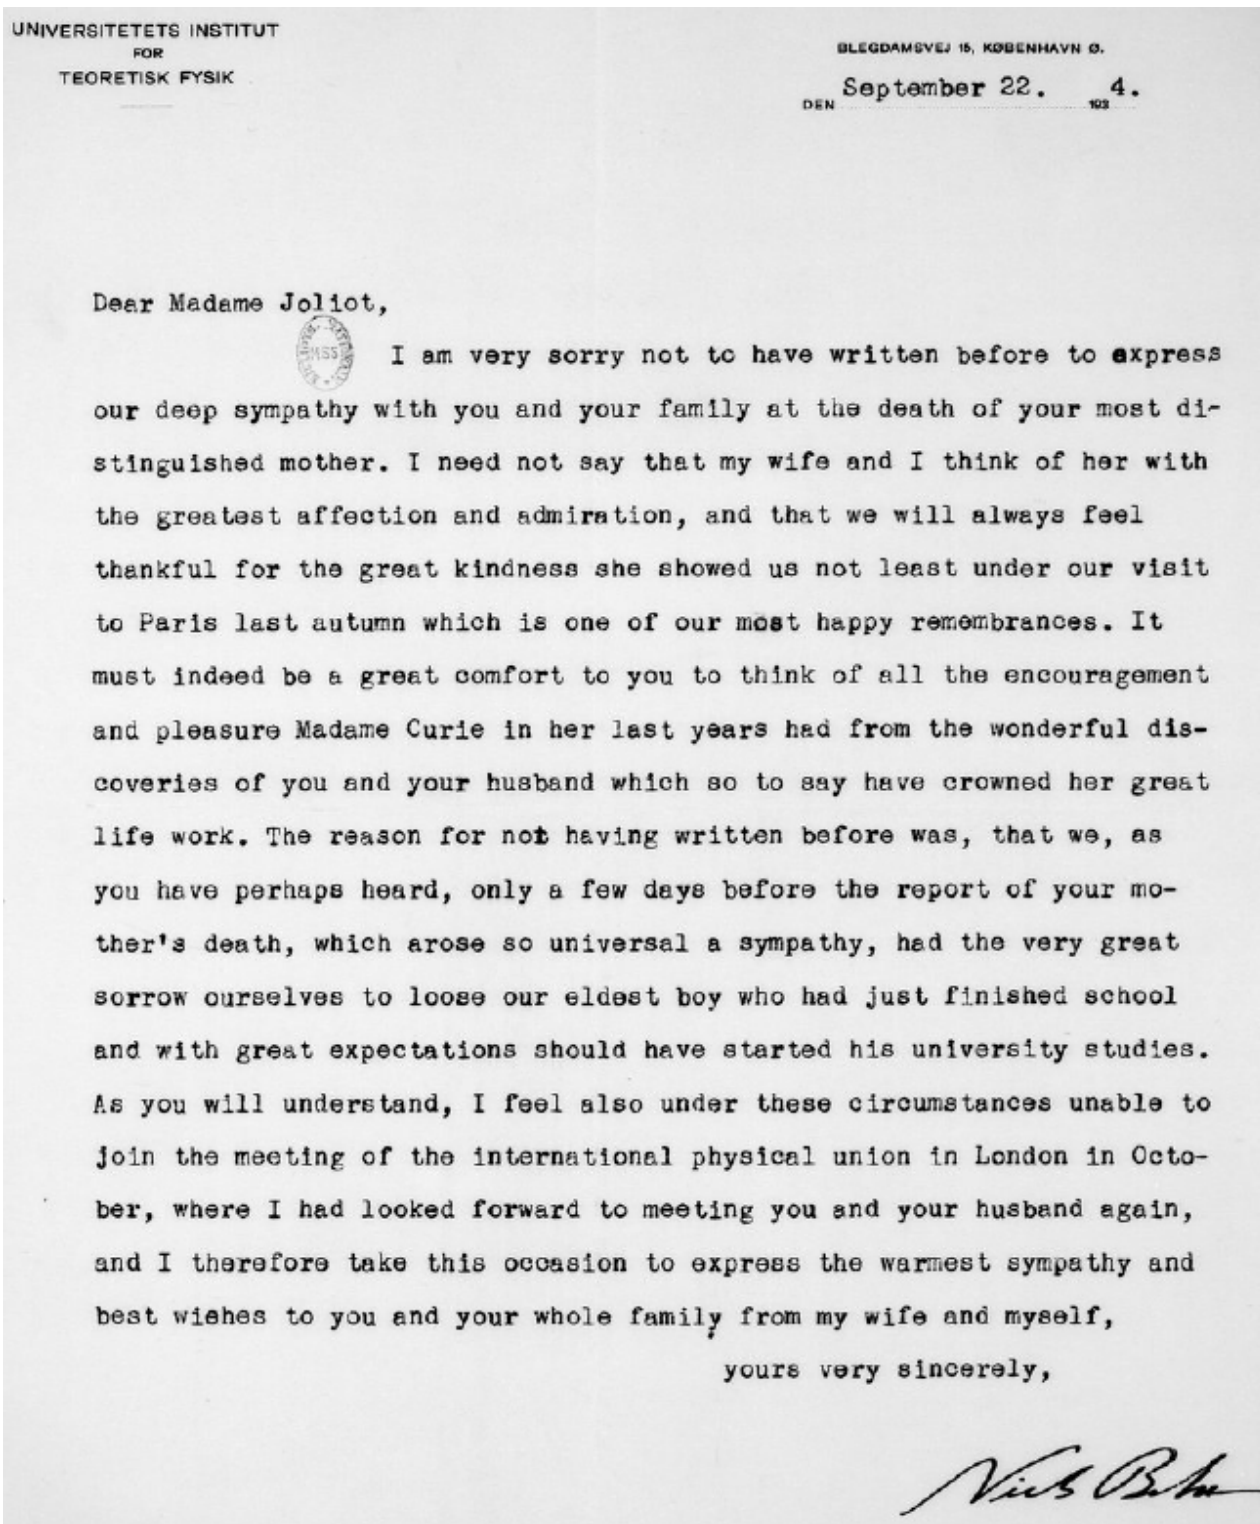 UNIVERSITETETS INSTITUT
FOR
TEORETISK FYSIK
BLEGDAMSVEJ 15, KØBENHAVN Ø.
DEN September 22. 193 4.
Dear Madame Joliot,
MSS
I am very sorry not to have written before to express
our deep sympathy with you and your family at the death of your most di-
stinguished mother. I need not say that my wife and I think of her with
the greatest affection and admiration, and that we will always feel
thankful for the great kindness she showed us not least under our visit
to Paris last autumn which is one of our most happy remembrances. It
must indeed be a great comfort to you to think of all the encouragement
and pleasure Madame Curie in her last years had from the wonderful dis-
coveries of you and your husband which so to say have crowned her great
life work. The reason for not having written before was, that we, as
you have perhaps heard, only a few days before the report of your mo-
ther's death, which arose so universal a sympathy, had the very great
sorrow ourselves to loose our eldest boy who had just finished school
and with great expectations should have started his university studies.
As you will understand, I feel also under these circumstances unable to
join the meeting of the international physical union in London in Octo-
ber, where I had looked forward to meeting you and your husband again,
and I therefore take this occasion to express the warmest sympathy and
best wishes to you and your whole family from my wife and myself,
yours very sincerely,
Niels Bohr